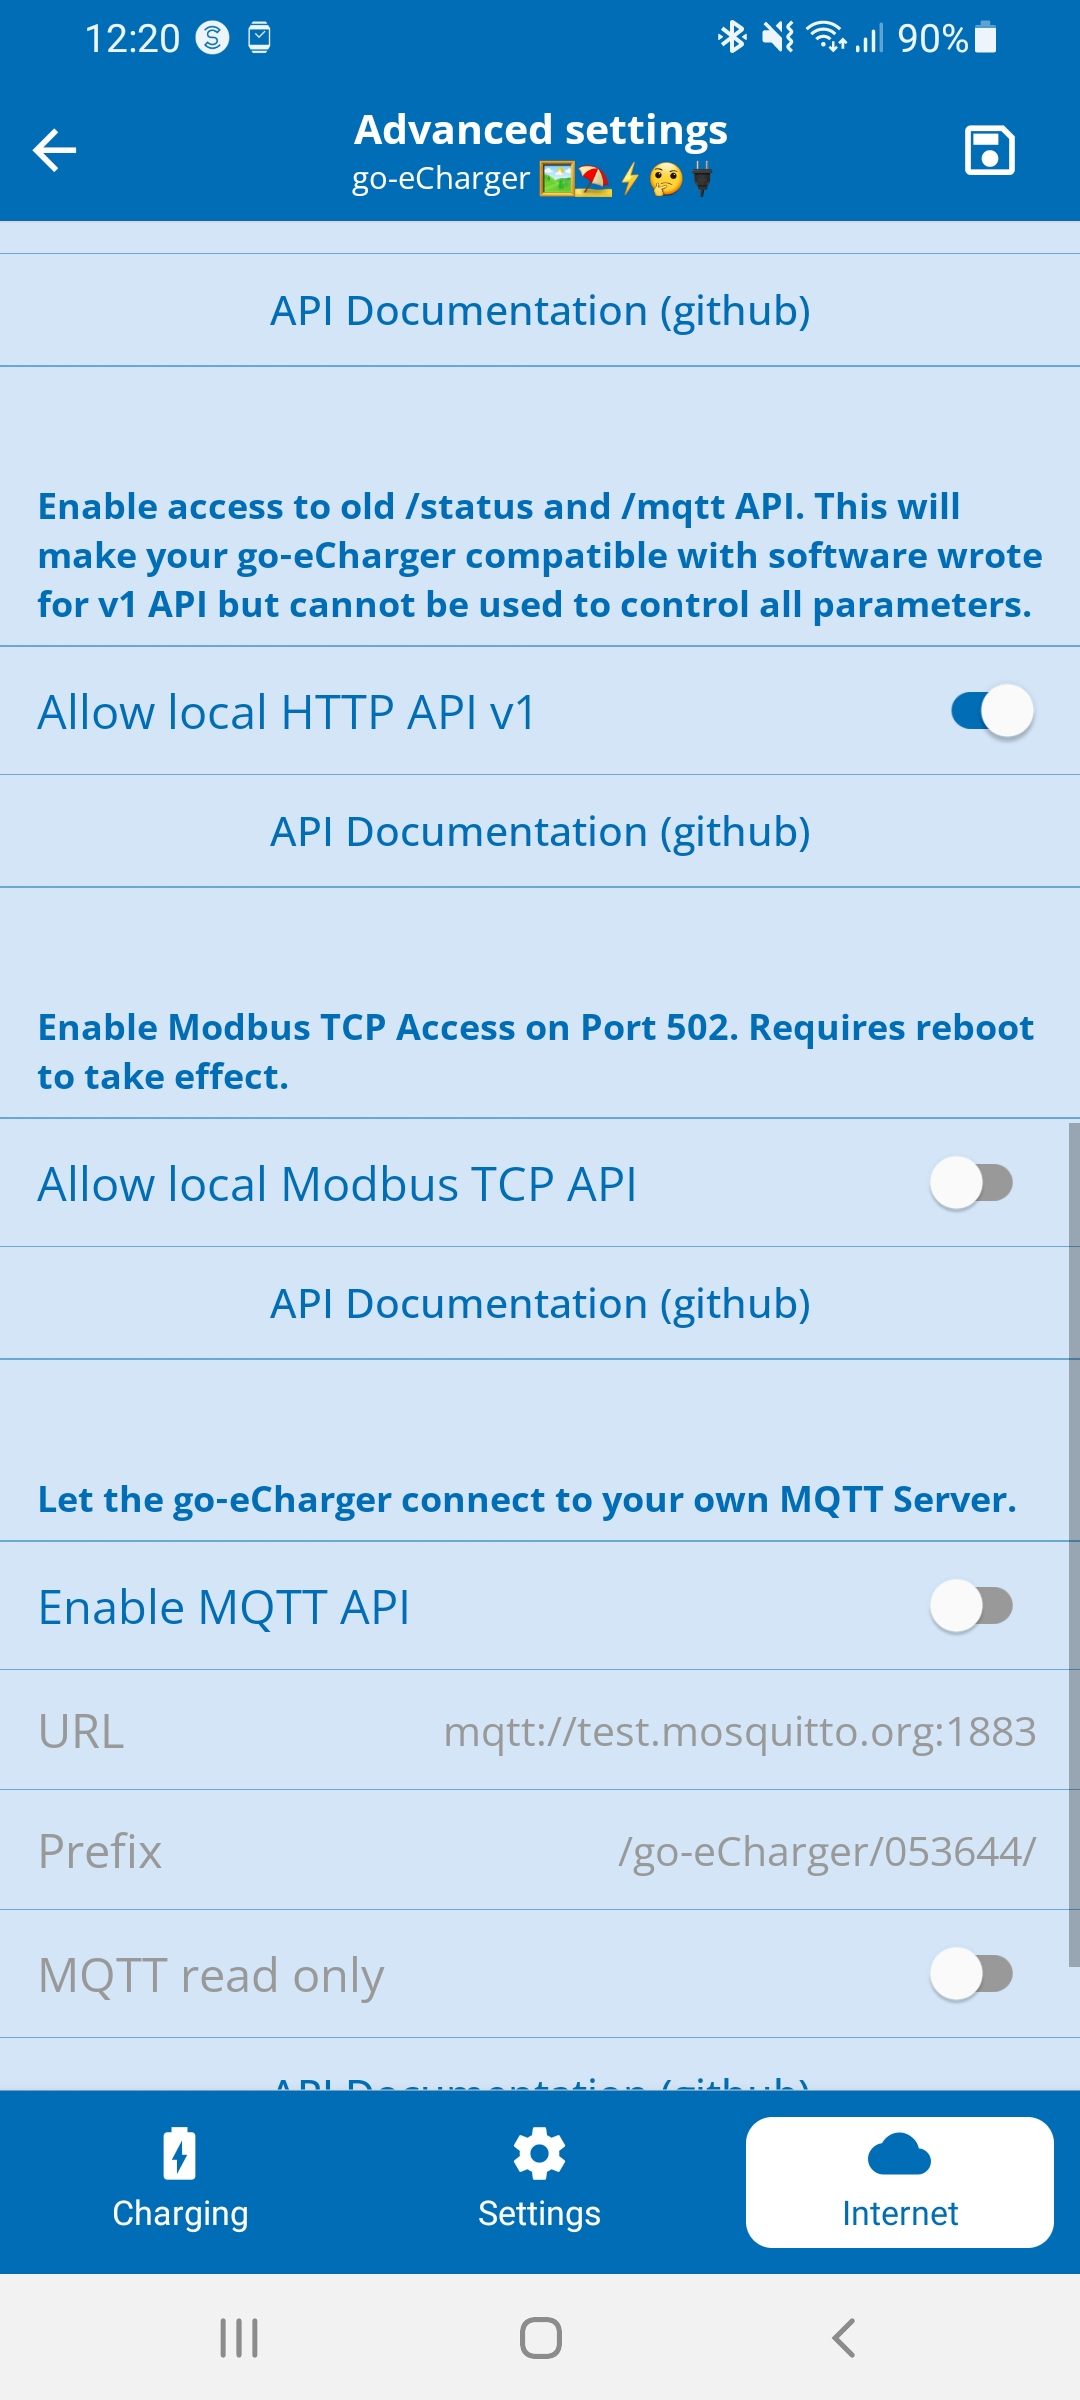 12:20
90%
Advanced settings
go-eCharger 🖼️⛱️⚡🤔🔌
API Documentation (github)
Enable access to old /status and /mqtt API. This will
make your go-eCharger compatible with software wrote
for v1 API but cannot be used to control all parameters.
Allow local HTTP API v1
API Documentation (github)
Enable Modbus TCP Access on Port 502. Requires reboot
to take effect.
Allow local Modbus TCP API
API Documentation (github)
Let the go-eCharger connect to your own MQTT Server.
Enable MQTT API
URL mqtt://test.mosquitto.org:1883
Prefix /go-eCharger/053644/
MQTT read only
API Documentation (github)
Charging Settings Internet